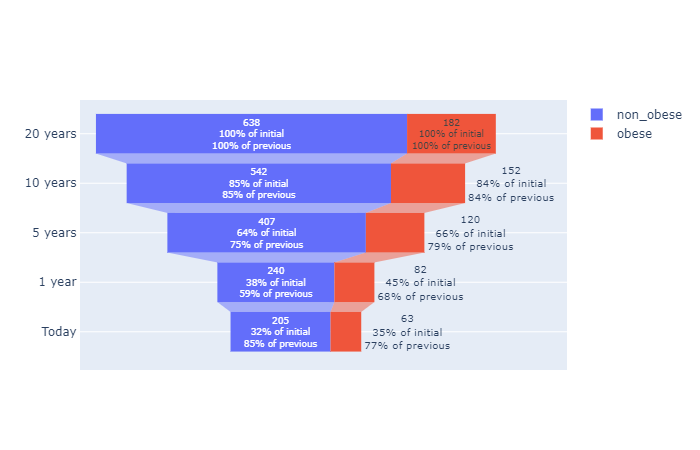 non_obese
obese
20 years
638
100% of initial
100% of previous
182
100% of initial
100% of previous
10 years
542
85% of initial
85% of previous
152
84% of initial
84% of previous
5 years
407
64% of initial
75% of previous
120
66% of initial
79% of previous
1 year
240
38% of initial
59% of previous
82
45% of initial
68% of previous
Today
205
32% of initial
85% of previous
63
35% of initial
77% of previous